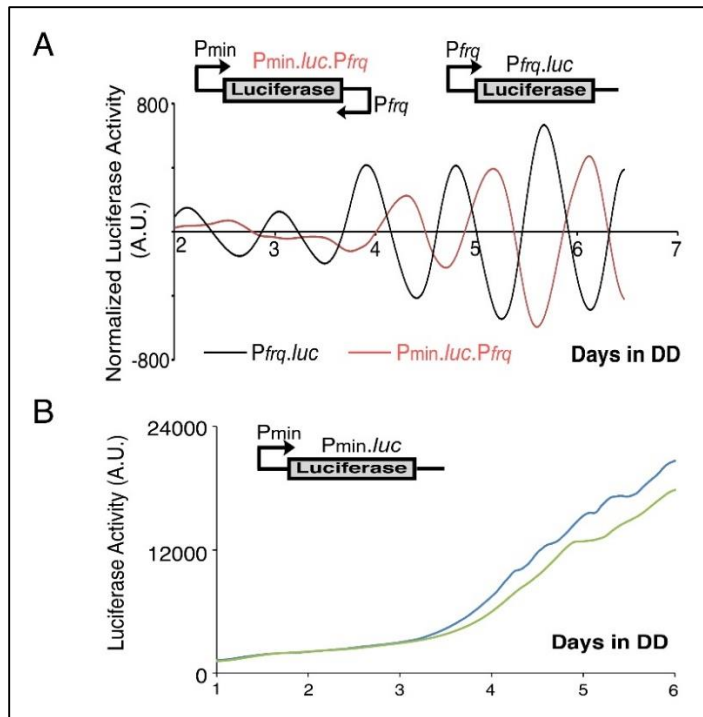 A
Pmin
Pmin.luc.Pfrq
Luciferase
Pfrq
Pfrq
Pfrq.luc
Luciferase
Normalized Luciferase Activity
(A.U.)
800
-800
2 3 4 5 6 7
Pfrq.luc
Pmin.luc.Pfrq
Days in DD
B
Pmin
Pmin.luc
Luciferase
Luciferase Activity (A.U.)
24000
12000
0
Days in DD
1 2 3 4 5 6